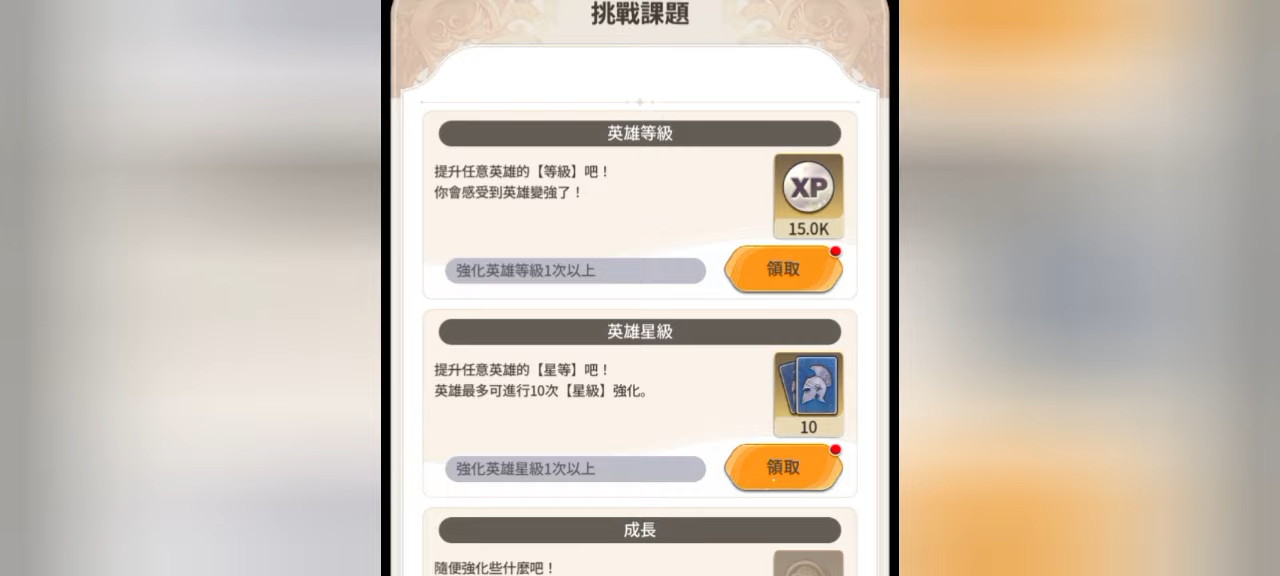 挑戰課題
英雄等級
提升任意英雄的【等級】吧！
你會感受到英雄變強了！
XP
15.0K
強化英雄等級1次以上
領取
英雄星級
提升任意英雄的【星等】吧！
英雄最多可進行10次【星級】強化。
10
強化英雄星級1次以上
領取
成長
隨便強化些什麼吧！